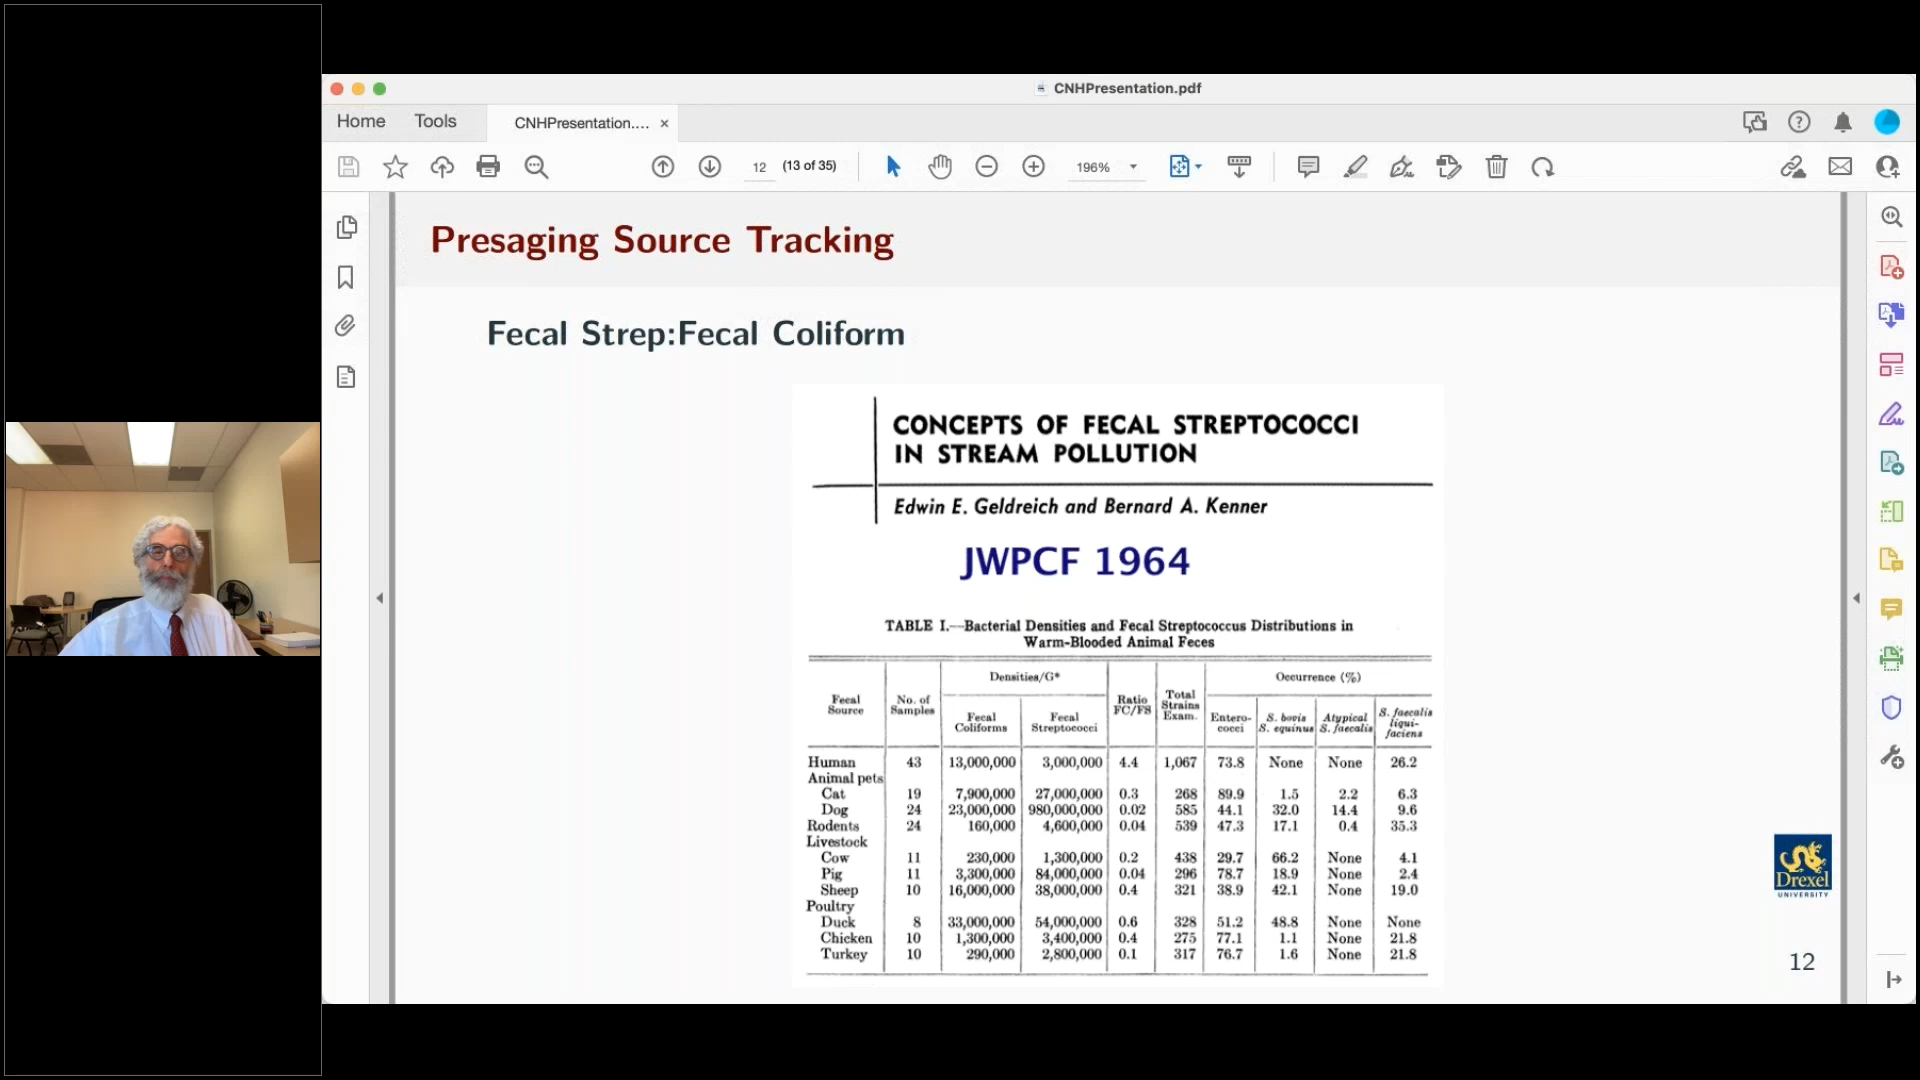 CNHPresentation.pdf
Home Tools CNHPresentation.... ×
12 (13 of 35) 196%
Presaging Source Tracking
Fecal Strep:Fecal Coliform
CONCEPTS OF FECAL STREPTOCOCCI
IN STREAM POLLUTION
Edwin E. Geldreich and Bernard A. Kenner
JWPCF 1964
TABLE I.—Bacterial Densities and Fecal Streptococcus Distributions in
Warm-Blooded Animal Feces
Fecal Source No. of Samples Densities/G* Ratio FC/FS Total Strains Exam. Occurrence (%)
Fecal Coliforms Fecal Streptococci Entero-cocci S. bovis S. equinus Atypical S. faecalis S. faecalis liqui-faciens
Human 43 13,000,000 3,000,000 4.4 1,067 73.8 None None 26.2
Animal pets
Cat 19 7,900,000 27,000,000 0.3 268 89.9 1.5 2.2 6.3
Dog 24 23,000,000 980,000,000 0.02 585 44.1 32.0 14.4 9.6
Rodents 24 160,000 4,600,000 0.04 539 47.3 17.1 0.4 35.3
Livestock
Cow 11 230,000 1,300,000 0.2 438 29.7 66.2 None 4.1
Pig 11 3,300,000 84,000,000 0.04 296 78.7 18.9 None 2.4
Sheep 10 16,000,000 38,000,000 0.4 321 38.9 42.1 None 19.0
Poultry
Duck 8 33,000,000 54,000,000 0.6 328 51.2 48.8 None None
Chicken 10 1,300,000 3,400,000 0.4 275 77.1 1.1 None 21.8
Turkey 10 290,000 2,800,000 0.1 317 76.7 1.6 None 21.8
Drexel
UNIVERSITY
12